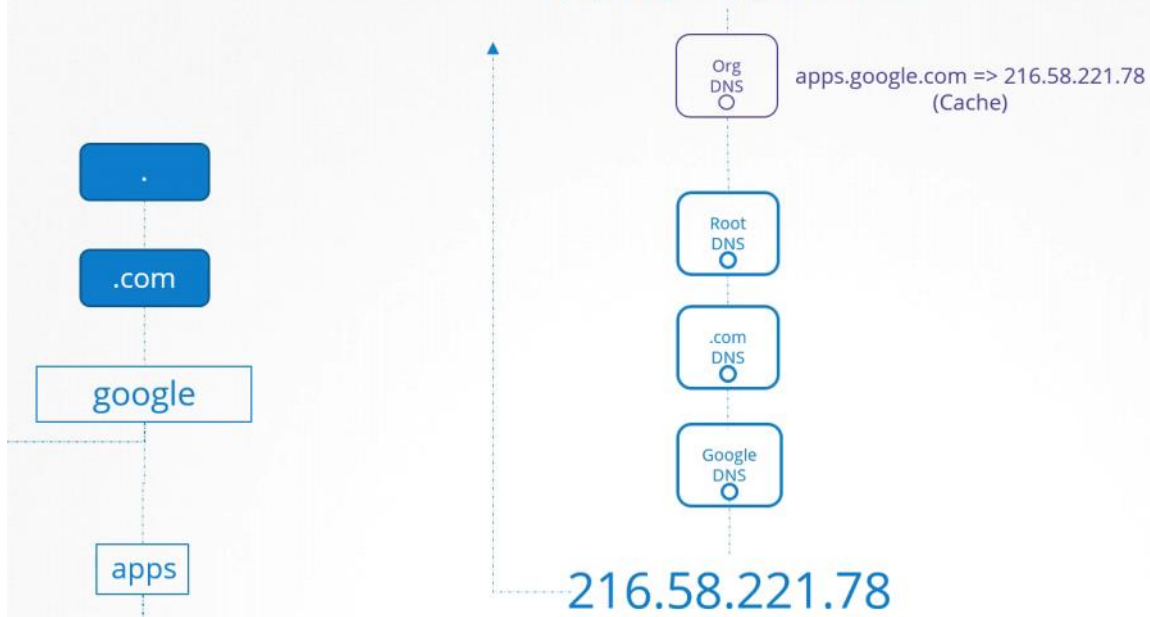 .
.com
google
apps
Org
DNS
apps.google.com => 216.58.221.78
(Cache)
Root
DNS
.com
DNS
Google
DNS
216.58.221.78